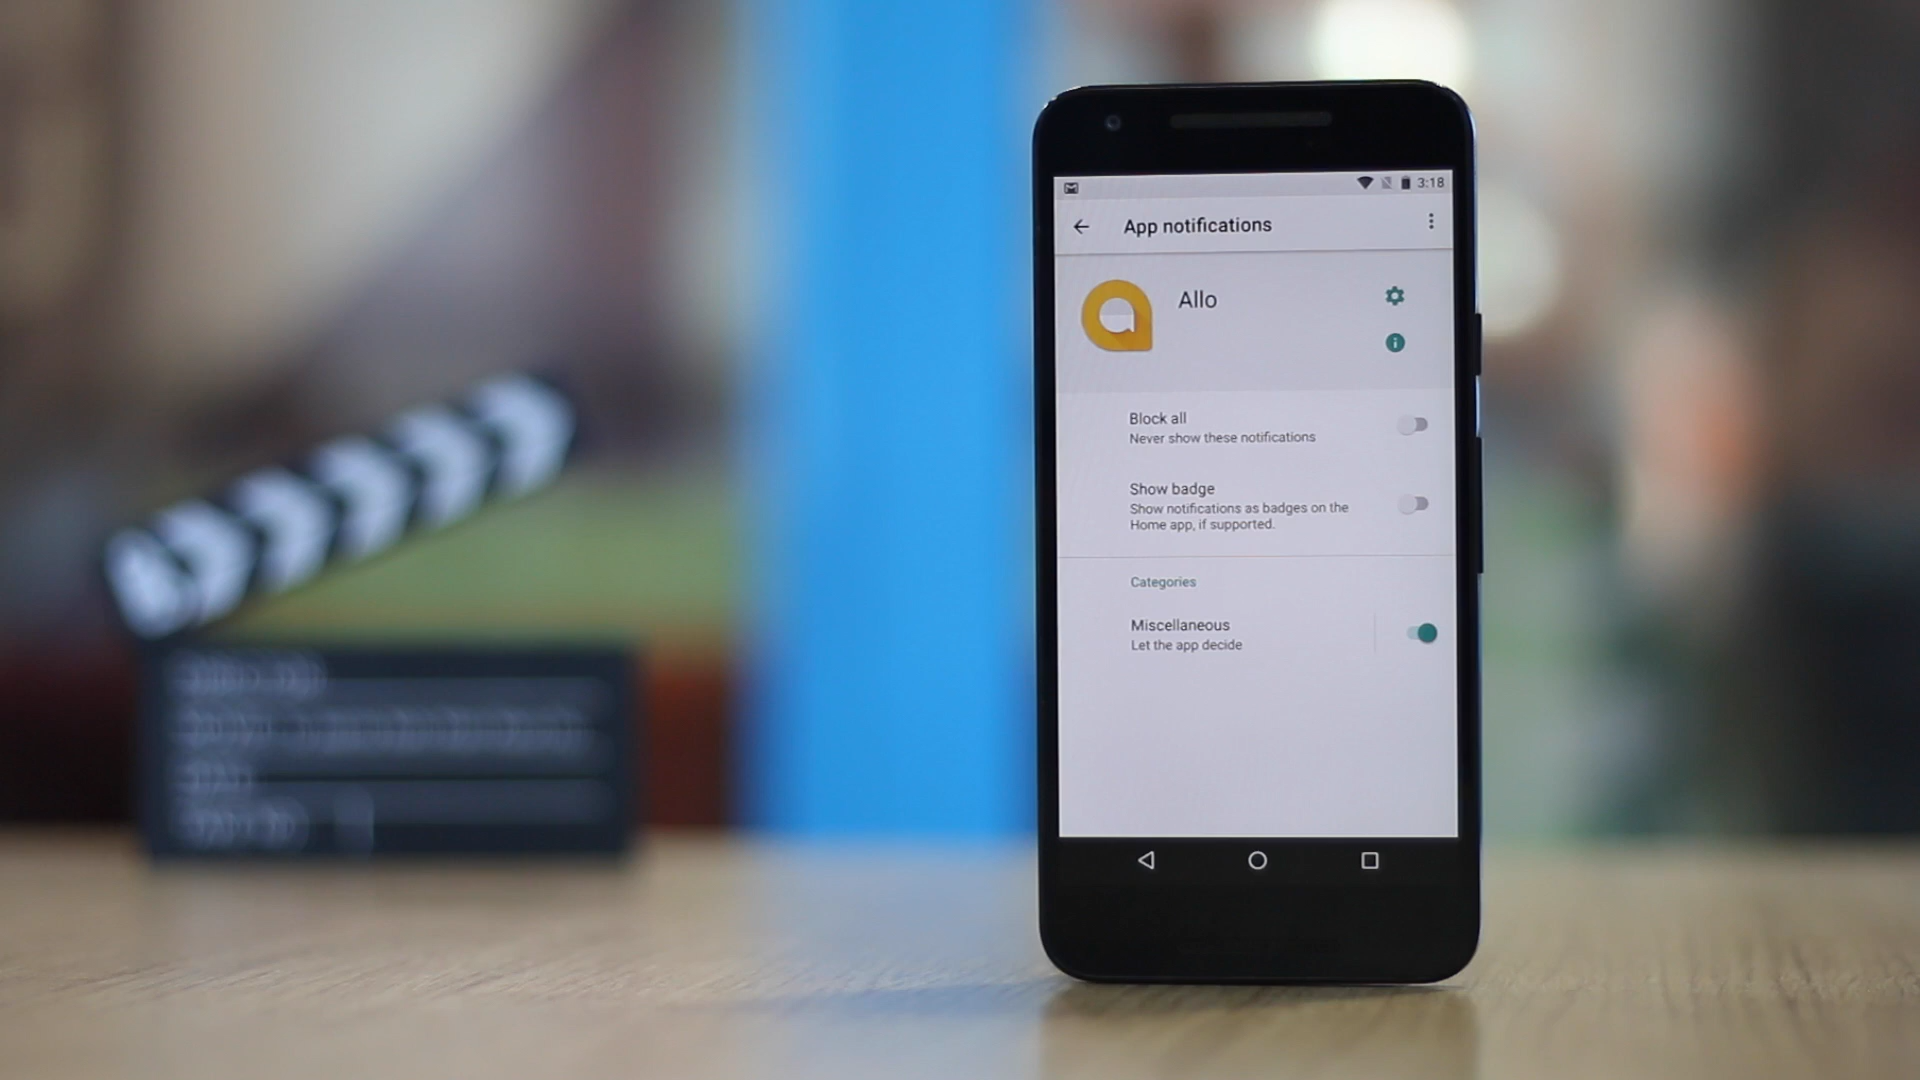 3:18
App notifications
Allo
Block all
Never show these notifications
Show badge
Show notifications as badges on the
Home app, if supported.
Categories
Miscellaneous
Let the app decide